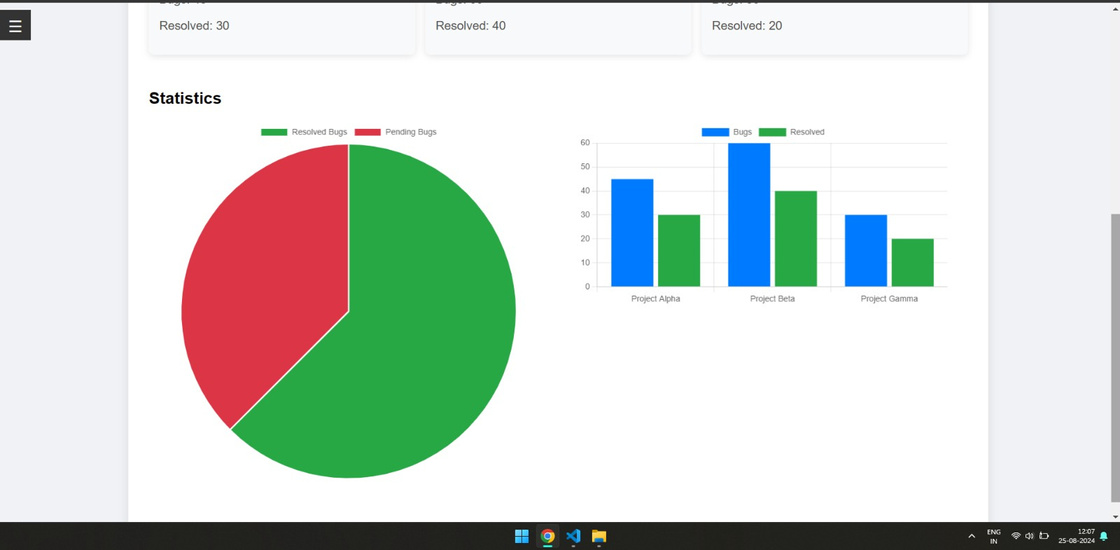 Resolved: 30
Resolved: 40
Resolved: 20
Statistics
Resolved Bugs
Pending Bugs
Bugs
Resolved
60
50
40
30
20
10
0
Project Alpha
Project Beta
Project Gamma
ENG
IN
12:07
25-08-2024